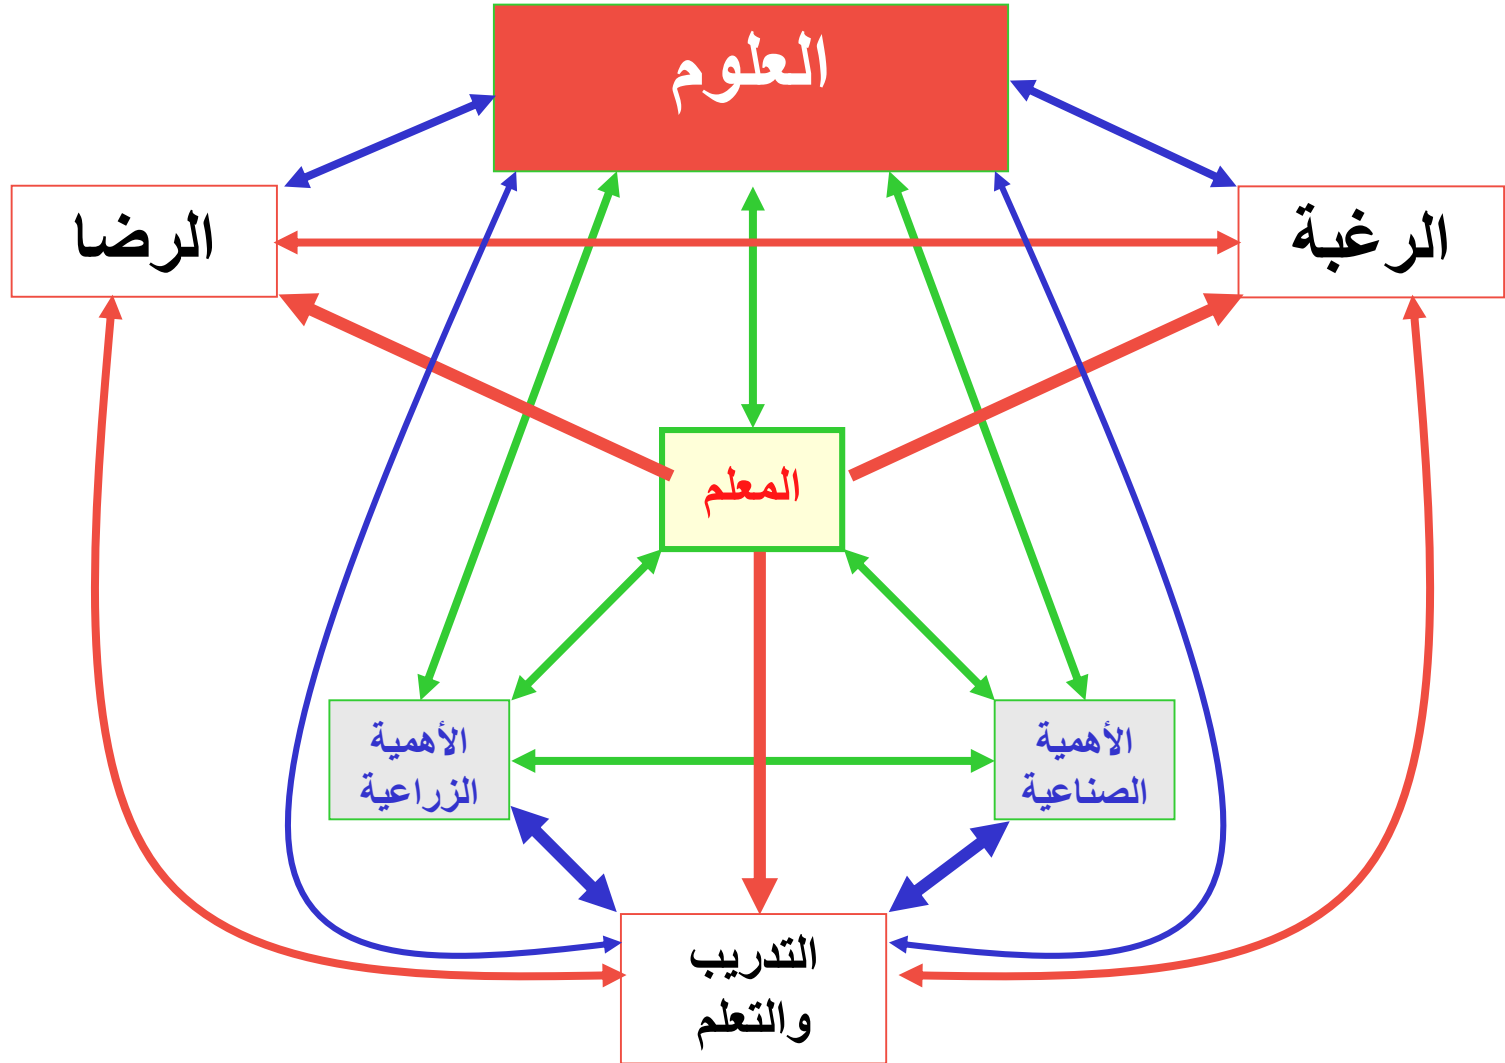 العلوم
الرغبة
الرضا
المعلم
الأهمية
الصناعية
الأهمية
الزراعية
التدريب
والتعلم